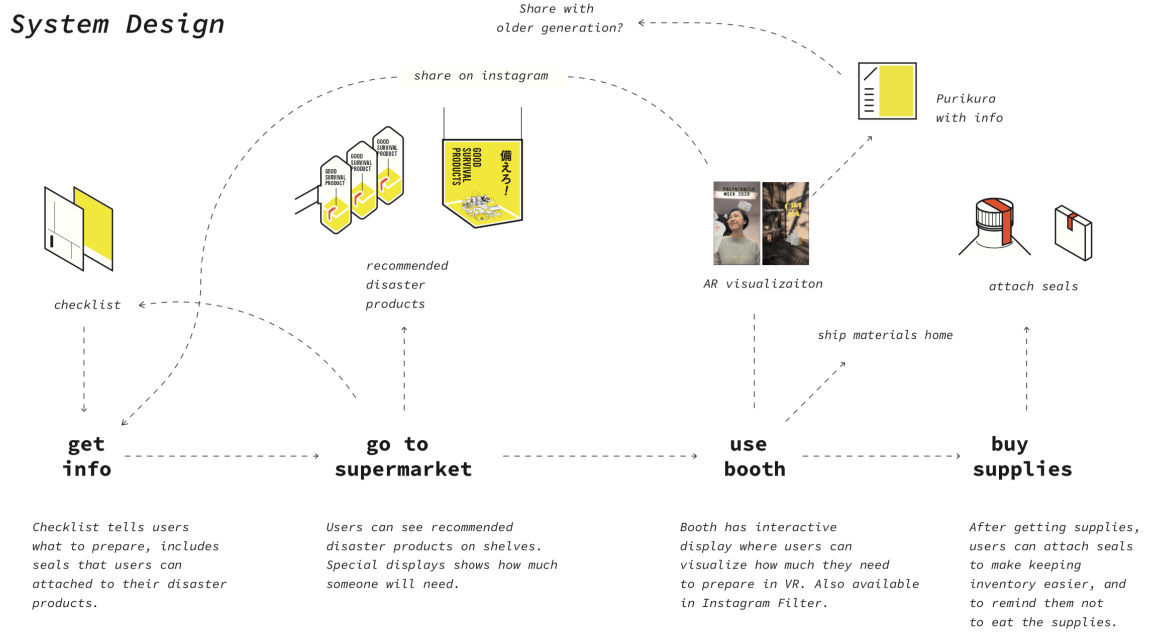 System Design
Share with
older generation?
share on instagram
Purikura
with info
GOOD
SURVIVAL
PRODUCT
GOOD
SURVIVAL
PRODUCT
GOOD
SURVIVAL
PRODUCT
備えろ!
GOOD
SURVIVAL
PRODUCTS
WEEK 2020
checklist
recommended
disaster
products
AR visualizaiton
attach seals
ship materials home
get
info
go to
supermarket
use
booth
buy
supplies
Checklist tells users
what to prepare, includes
seals that users can
attached to their disaster
products.
Users can see recommended
disaster products on shelves.
Special displays shows how much
someone will need.
Booth has interactive
display where users can
visualize how much they need
to prepare in VR. Also available
in Instagram Filter.
After getting supplies,
users can attach seals
to make keeping
inventory easier, and
to remind them not
to eat the supplies.